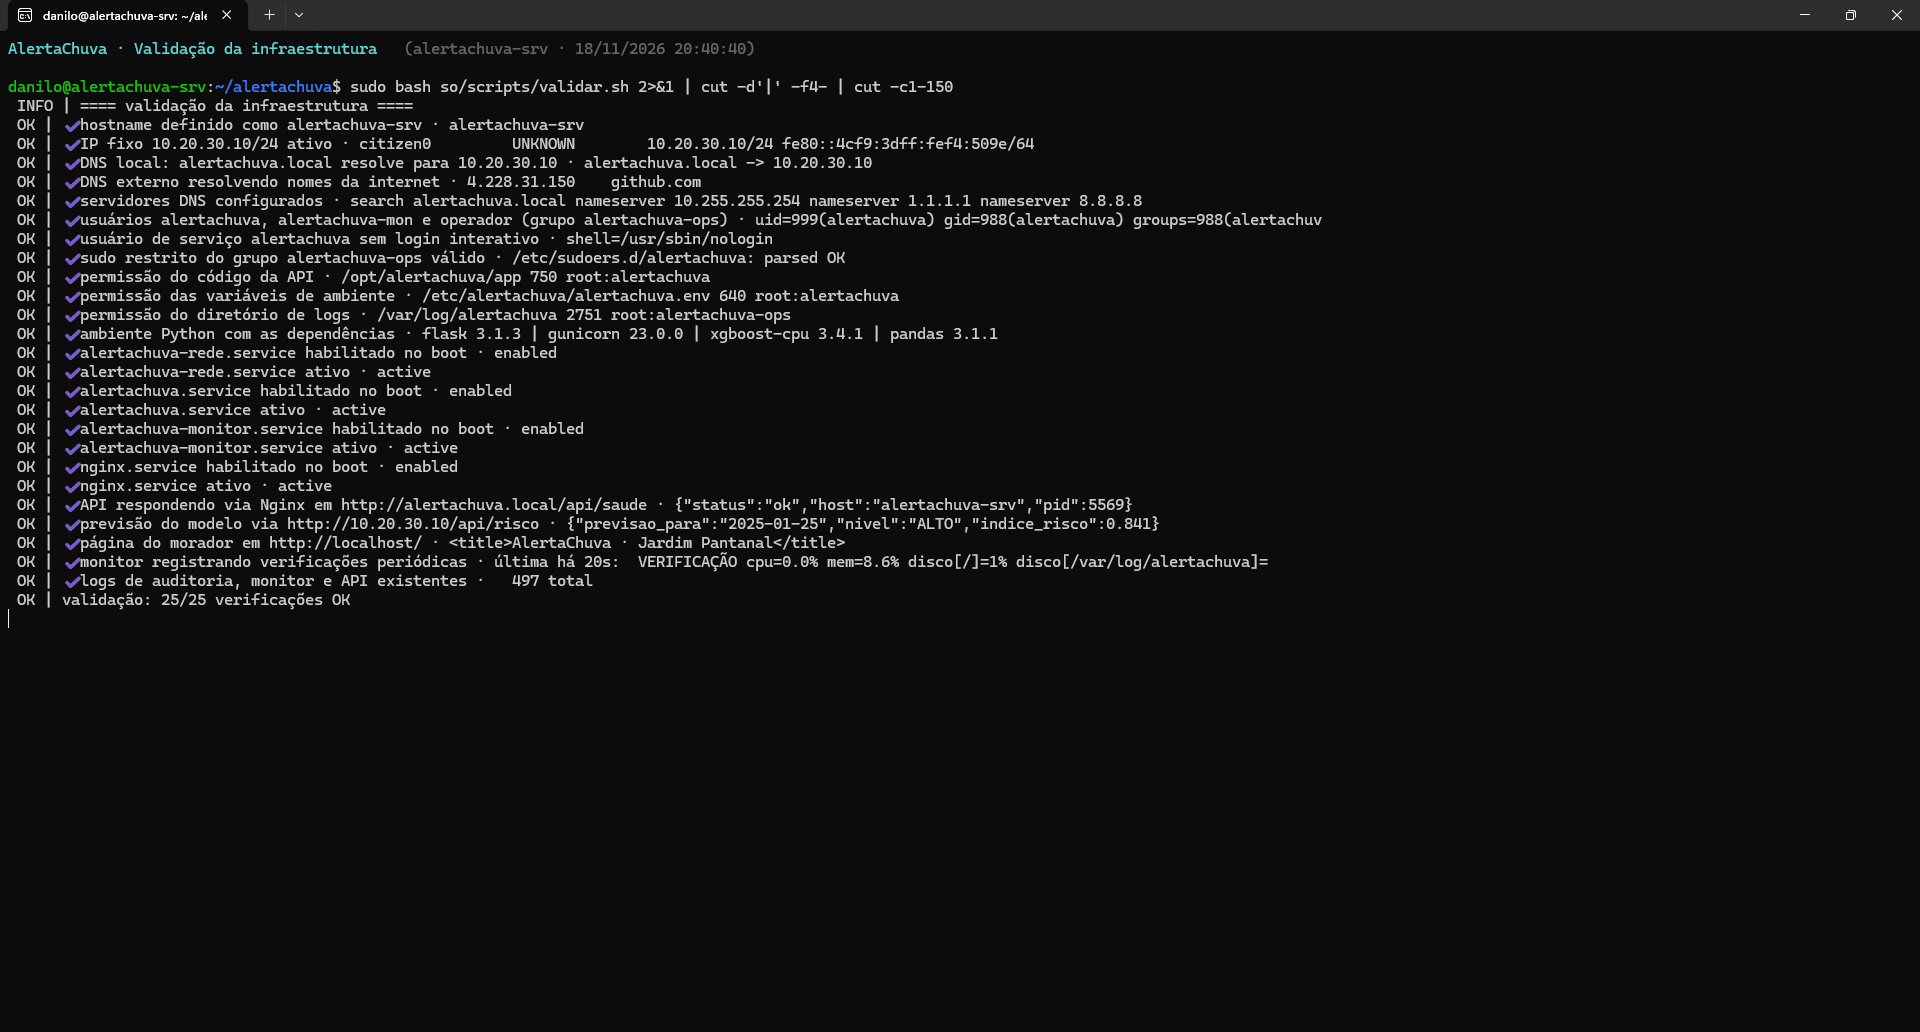 danilo@alertachuva-srv: ~/ale
AlertaChuva · Validação da infraestrutura   (alertachuva-srv · 18/11/2026 20:40:40)
danilo@alertachuva-srv:~/alertachuva$ sudo bash so/scripts/validar.sh 2>&1 | cut -d'|' -f4- | cut -c1-150
INFO | ==== validação da infraestrutura ====
OK | ✔hostname definido como alertachuva-srv · alertachuva-srv
OK | ✔IP fixo 10.20.30.10/24 ativo · citizen0         UNKNOWN        10.20.30.10/24 fe80::4cf9:3dff:fef4:509e/64
OK | ✔DNS local: alertachuva.local resolve para 10.20.30.10 · alertachuva.local -> 10.20.30.10
OK | ✔DNS externo resolvendo nomes da internet · 4.228.31.150    github.com
OK | ✔servidores DNS configurados · search alertachuva.local nameserver 10.255.255.254 nameserver 1.1.1.1 nameserver 8.8.8.8
OK | ✔usuários alertachuva, alertachuva-mon e operador (grupo alertachuva-ops) · uid=999(alertachuva) gid=988(alertachuva) groups=988(alertachuv
OK | ✔usuário de serviço alertachuva sem login interativo · shell=/usr/sbin/nologin
OK | ✔sudo restrito do grupo alertachuva-ops válido · /etc/sudoers.d/alertachuva: parsed OK
OK | ✔permissão do código da API · /opt/alertachuva/app 750 root:alertachuva
OK | ✔permissão das variáveis de ambiente · /etc/alertachuva/alertachuva.env 640 root:alertachuva
OK | ✔permissão do diretório de logs · /var/log/alertachuva 2751 root:alertachuva-ops
OK | ✔ambiente Python com as dependências · flask 3.1.3 | gunicorn 23.0.0 | xgboost-cpu 3.4.1 | pandas 3.1.1
OK | ✔alertachuva-rede.service habilitado no boot · enabled
OK | ✔alertachuva-rede.service ativo · active
OK | ✔alertachuva.service habilitado no boot · enabled
OK | ✔alertachuva.service ativo · active
OK | ✔alertachuva-monitor.service habilitado no boot · enabled
OK | ✔alertachuva-monitor.service ativo · active
OK | ✔nginx.service habilitado no boot · enabled
OK | ✔nginx.service ativo · active
OK | ✔API respondendo via Nginx em http://alertachuva.local/api/saude · {"status":"ok","host":"alertachuva-srv","pid":5569}
OK | ✔previsão do modelo via http://10.20.30.10/api/risco · {"previsao_para":"2025-01-25","nivel":"ALTO","indice_risco":0.841}
OK | ✔página do morador em http://localhost/ · <title>AlertaChuva · Jardim Pantanal</title>
OK | ✔monitor registrando verificações periódicas · última há 20s:  VERIFICAÇÃO cpu=0.0% mem=8.6% disco[/]=1% disco[/var/log/alertachuva]=
OK | ✔logs de auditoria, monitor e API existentes ·   497 total
OK | validação: 25/25 verificações OK